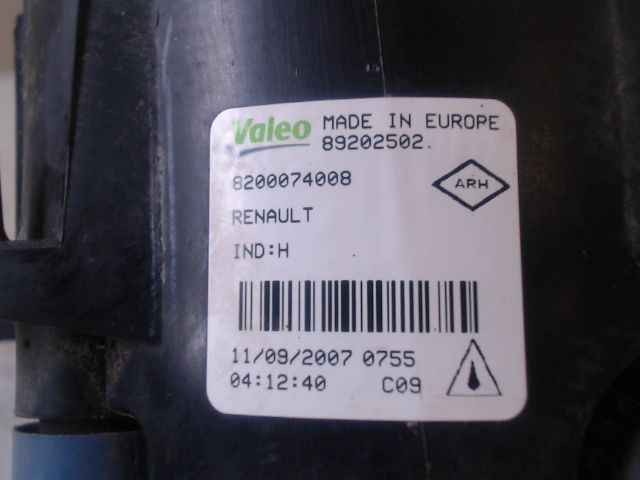 Valeo MADE IN EUROPE
89202502.
8200074008
ARH
RENAULT
IND:H
11/09/2007 0755
04:12:40 C09